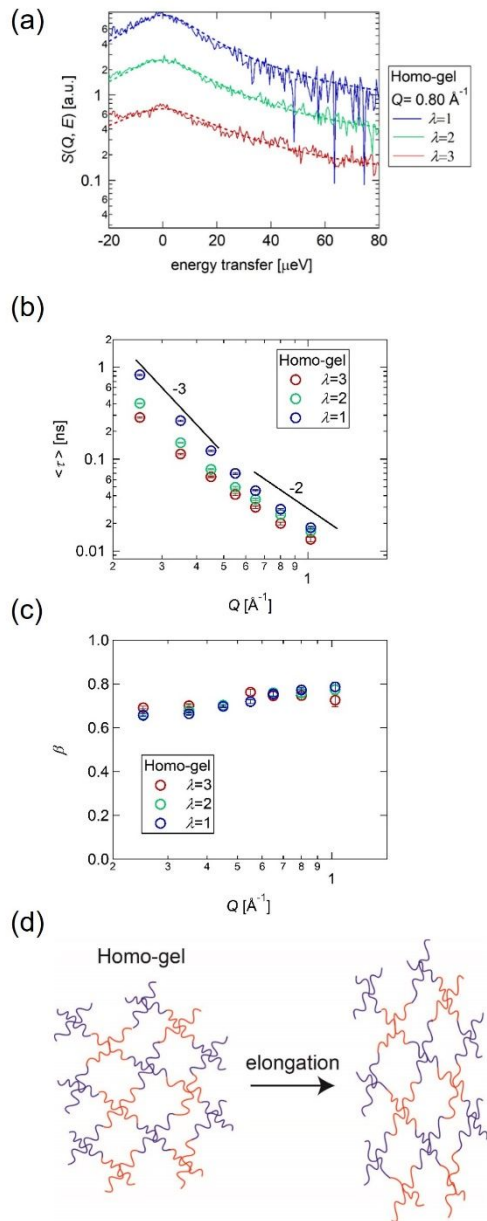 (a)
S(Q, E) [a.u.]
6
4
2
1
6
4
2
0.1
6
4
-20
0
20
40
60
80
energy transfer [μeV]
Homo-gel
Q= 0.80 Å⁻¹
λ=1
λ=2
λ=3
(b)
<τ> [ns]
2
1
2
0.1
2
0.01
-3
-2
Homo-gel
λ=3
λ=2
λ=1
2
3
4
5
6
7
8
9
1
Q [Å⁻¹]
(c)
β
1.0
0.8
0.6
0.4
0.2
0.0
Homo-gel
λ=3
λ=2
λ=1
2
3
4
5
6
7
8
9
1
Q [Å⁻¹]
(d)
Homo-gel
elongation